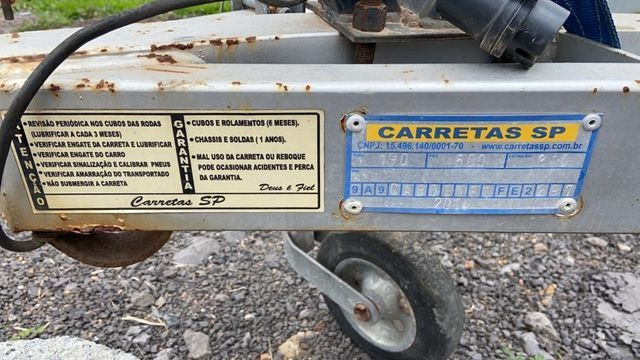 ATENÇÃO
• REVISÃO PERIÓDICA NOS CUBOS DAS RODAS
(LUBRIFICAR A CADA 3 MESES)
• VERIFICAR ENGATE DA CARRETA E LUBRIFICAR
• VERIFICAR ENGATE DO CARRO
• VERIFICAR SINALIZAÇÃO E CALIBRAR PNEUS
• VERIFICAR AMARRAÇÃO DO TRANSPORTADO
• NÃO SUBMERGIR A CARRETA
GARANTIA
• CUBOS E ROLAMENTOS (6 MESES).
• CHASSIS E SOLDAS ( 1 ANOS).
• MAL USO DA CARRETA OU REBOQUE
PODE OCASIONAR ACIDENTES E PERCA
DA GARANTIA.
Deus é Fiel
Carretas SP
CARRETAS SP
CNPJ: 15.496.140/0001-70 - www.carretassp.com.br